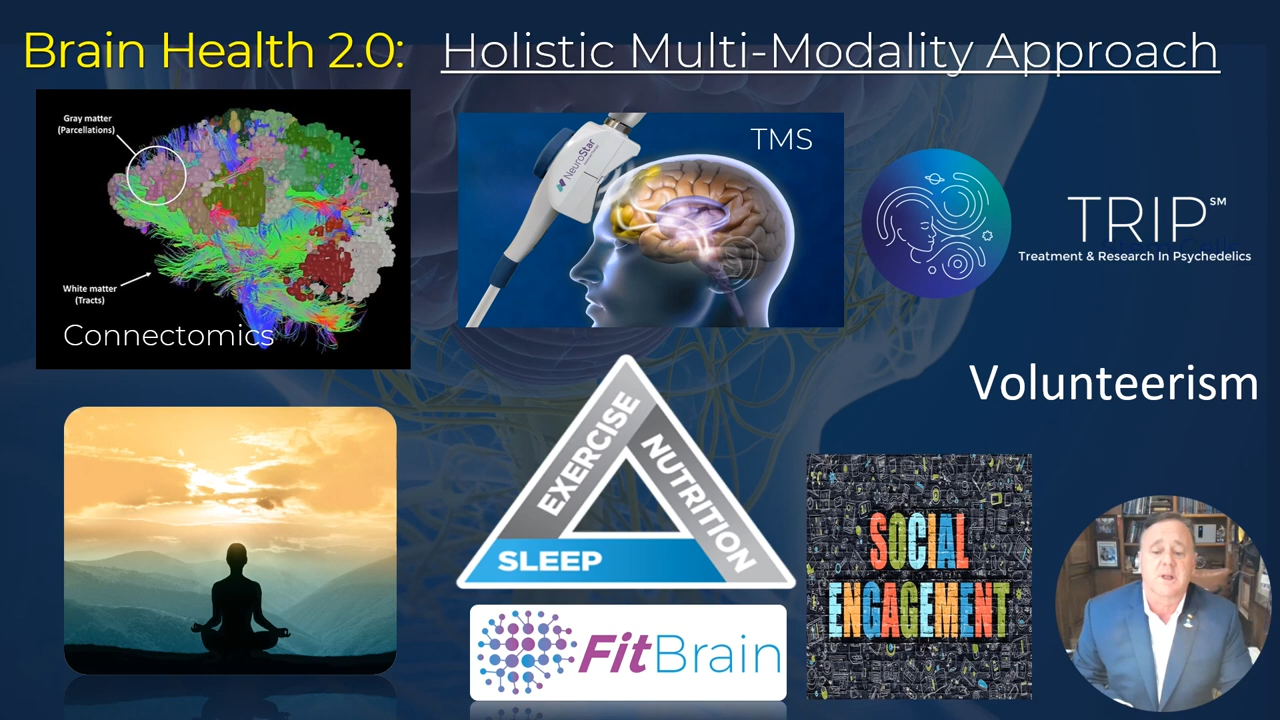 Brain Health 2.0: Holistic Multi-Modality Approach
Gray matter
(Parcellations)
White matter
(Tracts)
Connectomics
NeuroStar
TMS
TRIP℠
Treatment & Research In Psychedelics
Volunteerism
EXERCISE
NUTRITION
SLEEP
FitBrain
SOCIAL
ENGAGEMENT